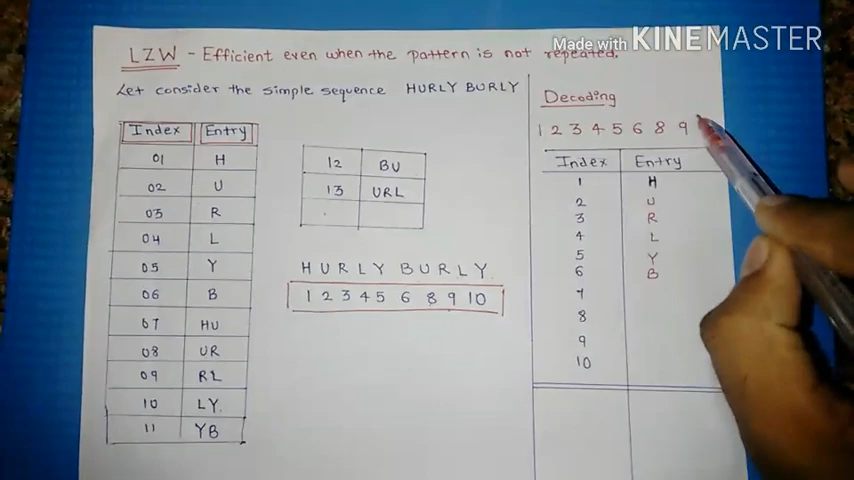 Made with KINEMASTER
LZW - Efficient even when the pattern is not repeated.
Let consider the simple sequence HURLY BURLY
Index Entry
01 H
02 U
03 R
04 L
05 Y
06 B
07 HU
08 UR
09 RL
10 LY
11 YB
12 BU
13 URL
HURLY BURLY
1 2 3 4 5 6 8 9 10
Decoding
1 2 3 4 5 6 8 9
Index Entry
1 H
2 U
3 R
4 L
5 Y
6 B
7
8
9
10